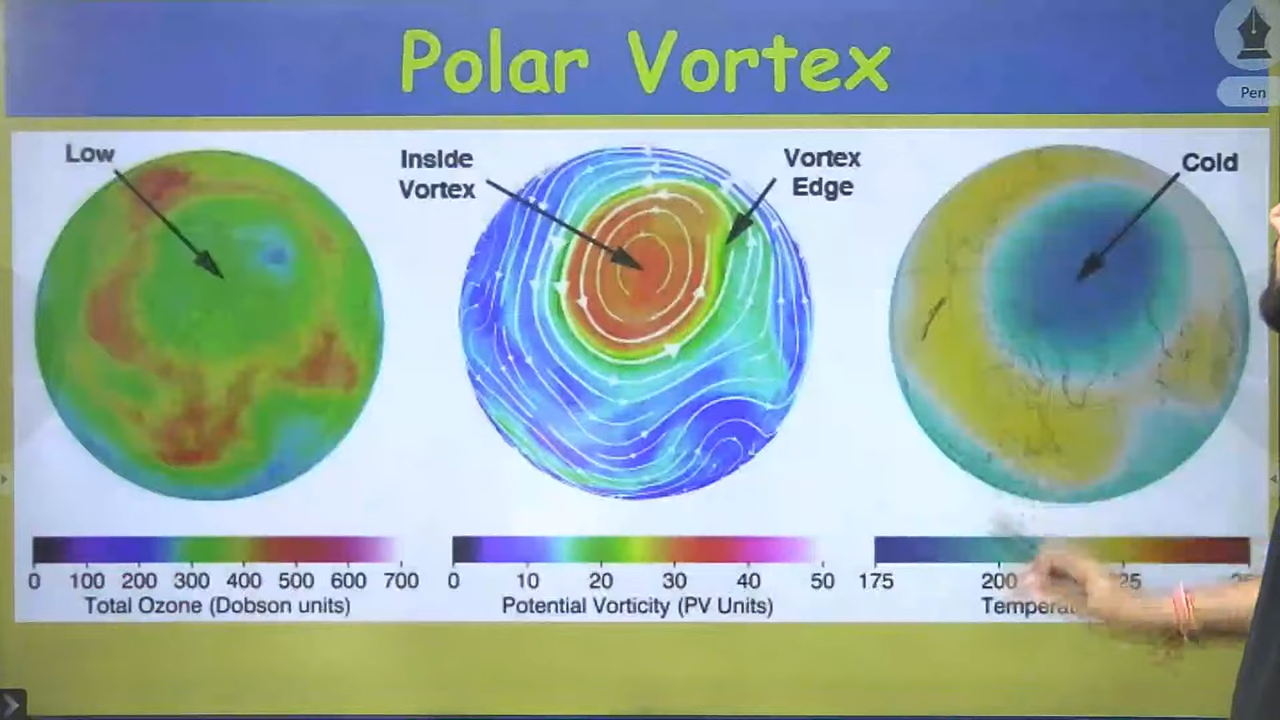 Polar Vortex
Pen
Low
Inside
Vortex
Vortex
Edge
Cold
0 100 200 300 400 500 600 700
Total Ozone (Dobson units)
0 10 20 30 40 50
Potential Vorticity (PV Units)
175 200